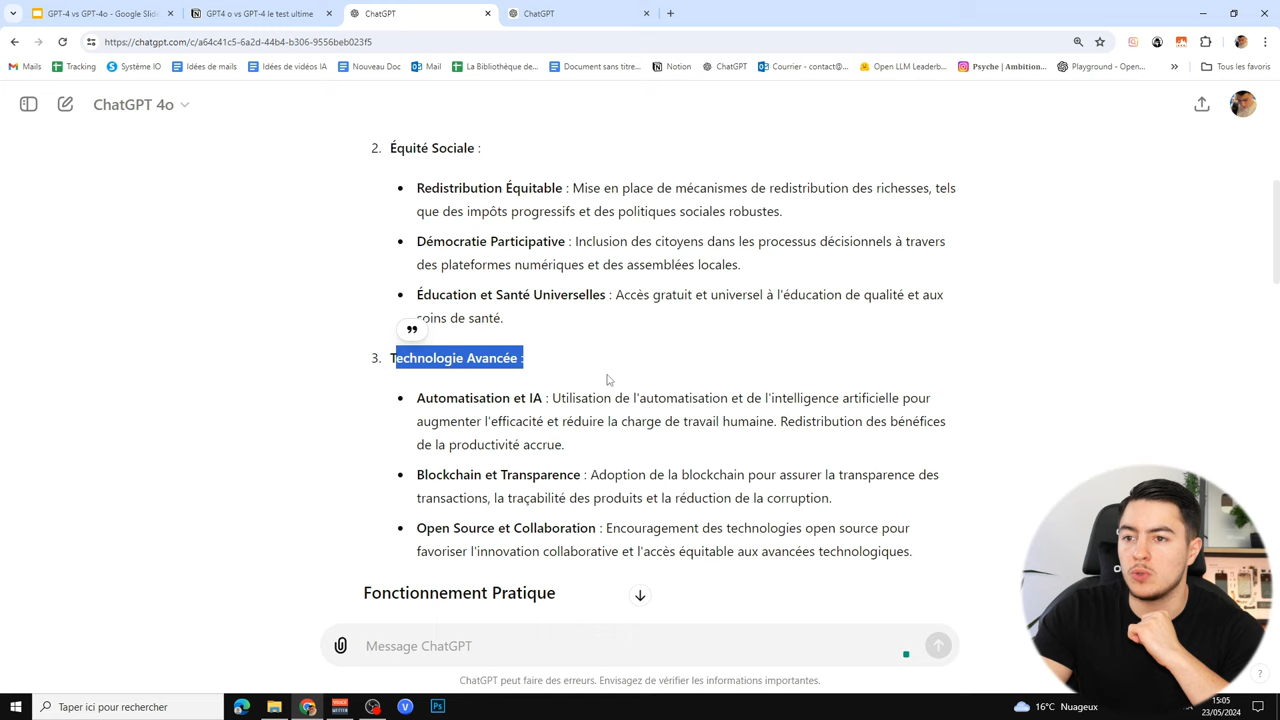 GPT-4 vs GPT-4o - Google Slide
GPT4 o vs GPT-4 le test ultime
ChatGPT
ChatGPT
https://chatgpt.com/c/a64c41c5-6a2d-44b4-b306-9556beb023f5
Mails
Tracking
Système IO
Idées de mails
Idées de vidéos IA
Nouveau Doc
Mail
La Bibliothèque de...
Document sans titre...
Notion
ChatGPT
Courrier - contact@...
Open LLM Leaderb...
Psyche | Ambition...
Playground - Open...
Tous les favoris
ChatGPT 4o
2. Équité Sociale :
• Redistribution Équitable : Mise en place de mécanismes de redistribution des richesses, tels
que des impôts progressifs et des politiques sociales robustes.
• Démocratie Participative : Inclusion des citoyens dans les processus décisionnels à travers
des plateformes numériques et des assemblées locales.
• Éducation et Santé Universelles : Accès gratuit et universel à l'éducation de qualité et aux
soins de santé.
3. Technologie Avancée :
• Automatisation et IA : Utilisation de l'automatisation et de l'intelligence artificielle pour
augmenter l'efficacité et réduire la charge de travail humaine. Redistribution des bénéfices
de la productivité accrue.
• Blockchain et Transparence : Adoption de la blockchain pour assurer la transparence des
transactions, la traçabilité des produits et la réduction de la corruption.
• Open Source et Collaboration : Encouragement des technologies open source pour
favoriser l'innovation collaborative et l'accès équitable aux avancées technologiques.
Fonctionnement Pratique
Message ChatGPT
ChatGPT peut faire des erreurs. Envisagez de vérifier les informations importantes.
Taper ici pour rechercher
16°C Nuageux
15:05
23/05/2024